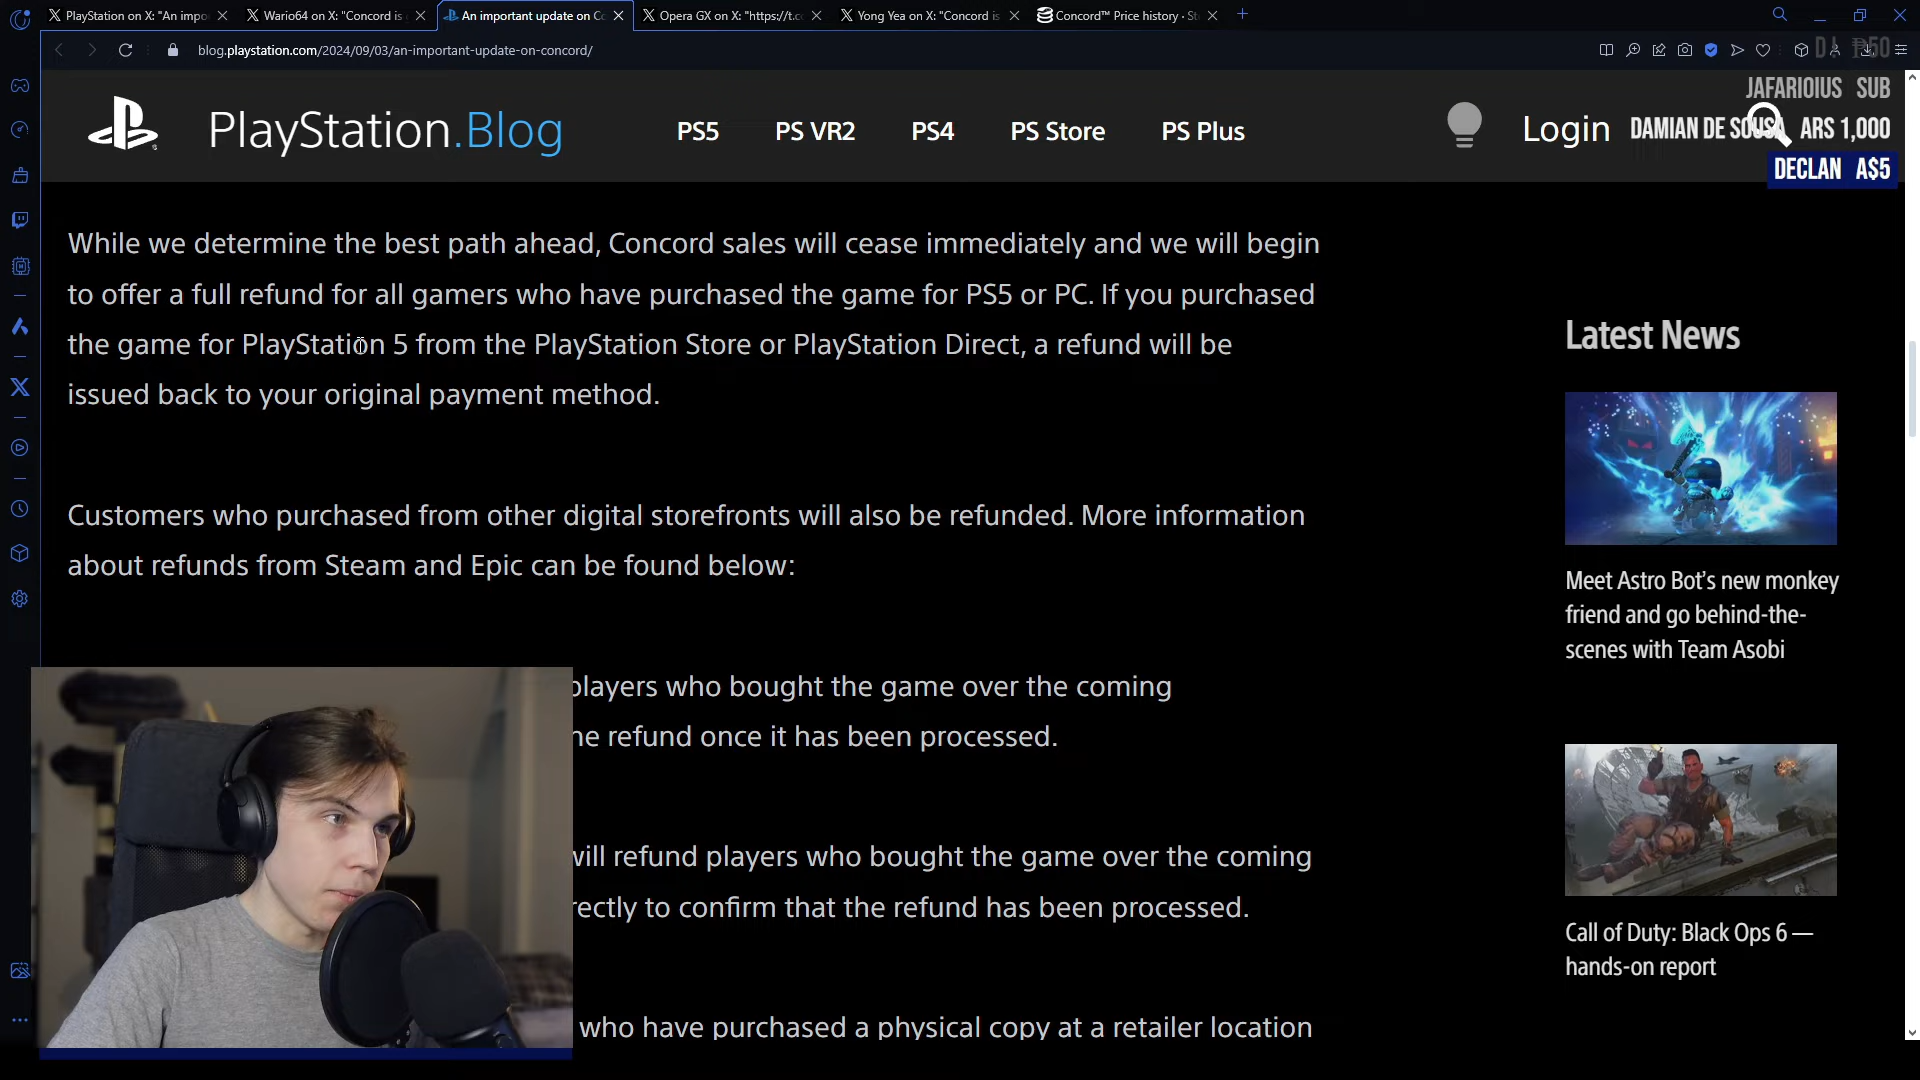 PlayStation on X: "An impo
Wario64 on X: "Concord is
An important update on Co
Opera GX on X: "https://t.c
Yong Yea on X: "Concord is
Concord™ Price history · St
blog.playstation.com/2024/09/03/an-important-update-on-concord/
₱50
JAFARIOIUS SUB
PlayStation.Blog
PS5
PS VR2
PS4
PS Store
PS Plus
Login
DAMIAN DE SOUSA ARS 1,000
DECLAN A$5
While we determine the best path ahead, Concord sales will cease immediately and we will begin
to offer a full refund for all gamers who have purchased the game for PS5 or PC. If you purchased
the game for PlayStation 5 from the PlayStation Store or PlayStation Direct, a refund will be
issued back to your original payment method.
Customers who purchased from other digital storefronts will also be refunded. More information
about refunds from Steam and Epic can be found below:
players who bought the game over the coming
he refund once it has been processed.
will refund players who bought the game over the coming
rectly to confirm that the refund has been processed.
who have purchased a physical copy at a retailer location
Latest News
Meet Astro Bot's new monkey
friend and go behind-the-
scenes with Team Asobi
Call of Duty: Black Ops 6 —
hands-on report